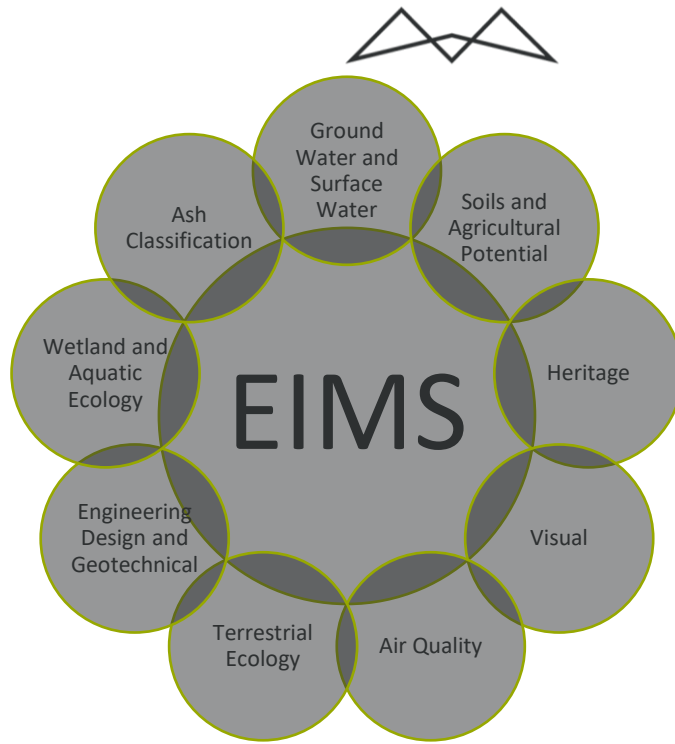 Ground
Water and
Surface
Water
Soils and
Agricultural
Potential
Heritage
Visual
Air Quality
Terrestrial
Ecology
Engineering
Design and
Geotechnical
Wetland and
Aquatic
Ecology
Ash
Classification
EIMS